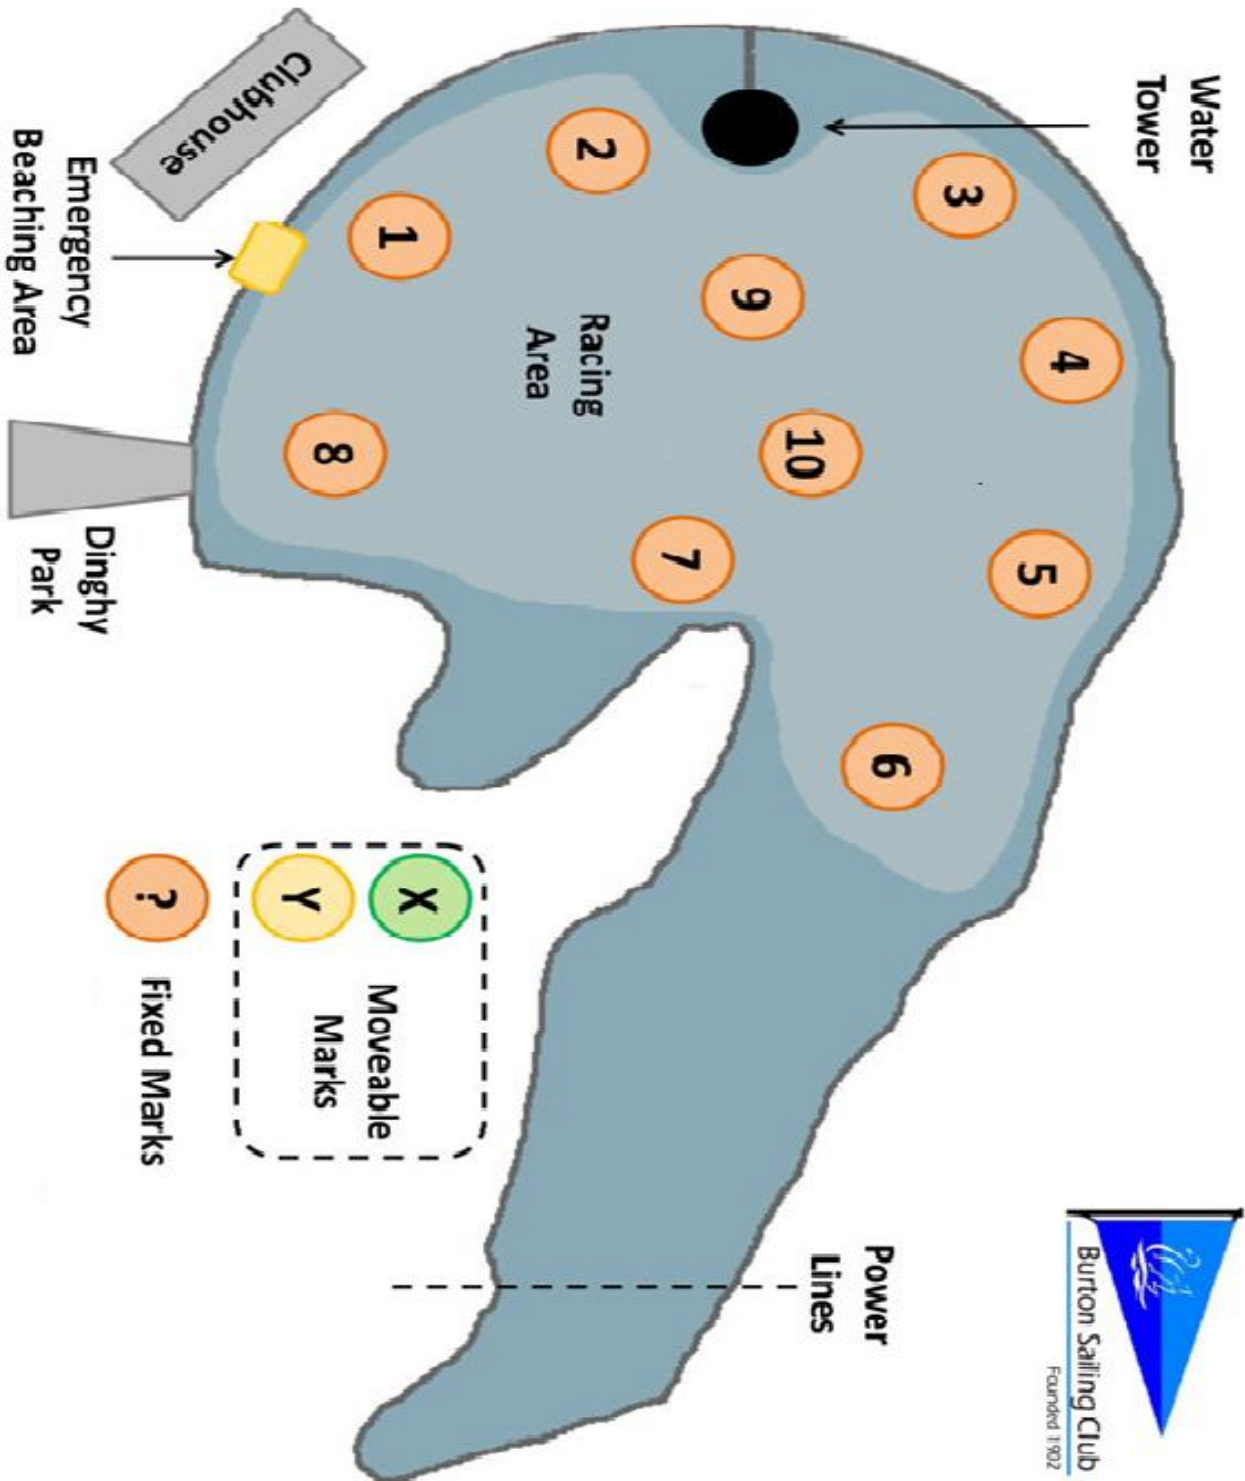 Water
Tower
Clubhouse
Emergency
Beaching Area
Dinghy
Park
Racing
Area
1
2
3
4
5
6
7
8
9
10
X
Y
Moveable
Marks
?
Fixed Marks
Power
Lines
Burton Sailing Club
Founded 1902